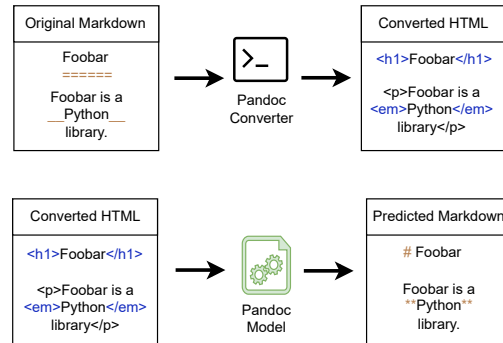 Original Markdown
Foobar
======
Foobar is a
__Python__
library.
Pandoc
Converter
Converted HTML
<h1>Foobar</h1>
<p>Foobar is a
<em>Python</em>
library</p>
Converted HTML
<h1>Foobar</h1>
<p>Foobar is a
<em>Python</em>
library</p>
Pandoc
Model
Predicted Markdown
# Foobar
Foobar is a
**Python**
library.